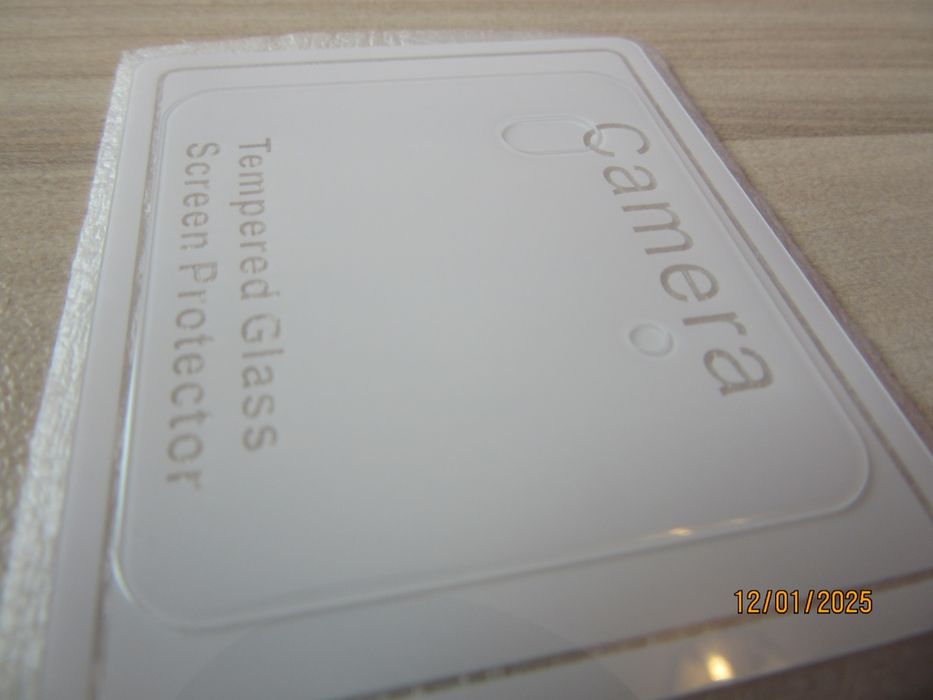 camera
Tempered Glass
Screen Protector
12/01/2025